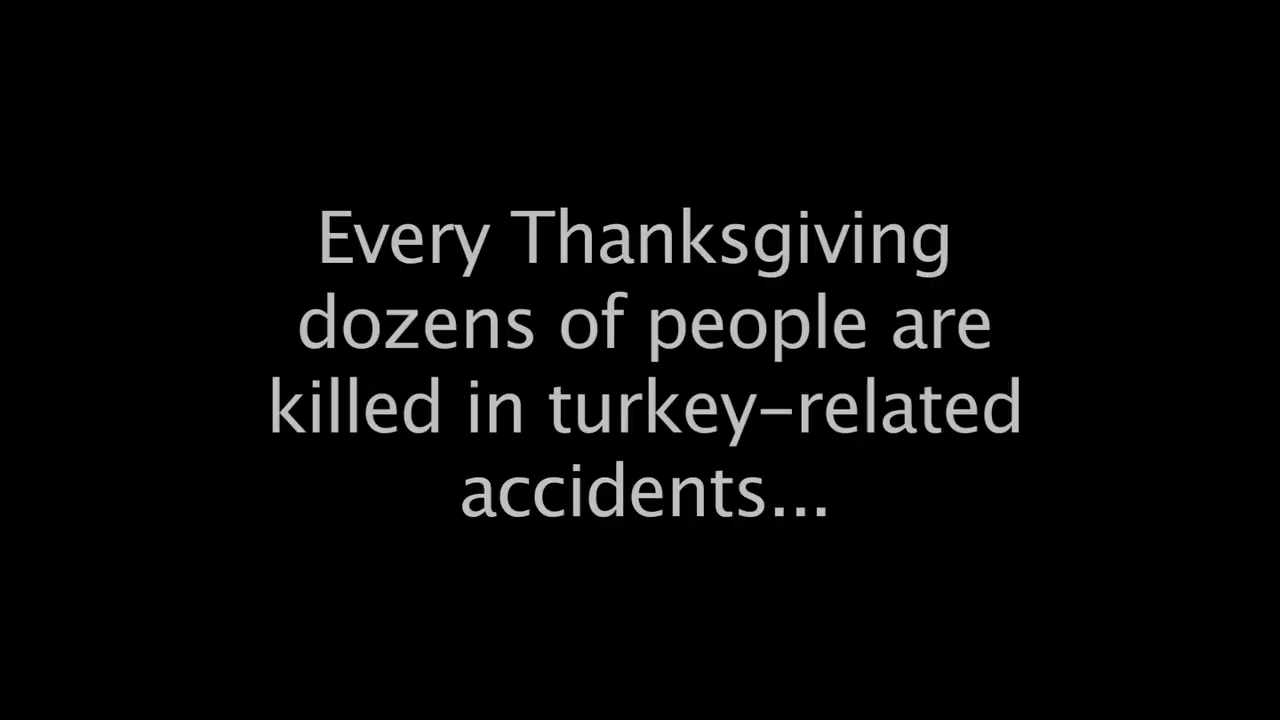 Every Thanksgiving
dozens of people are
killed in turkey-related
accidents...